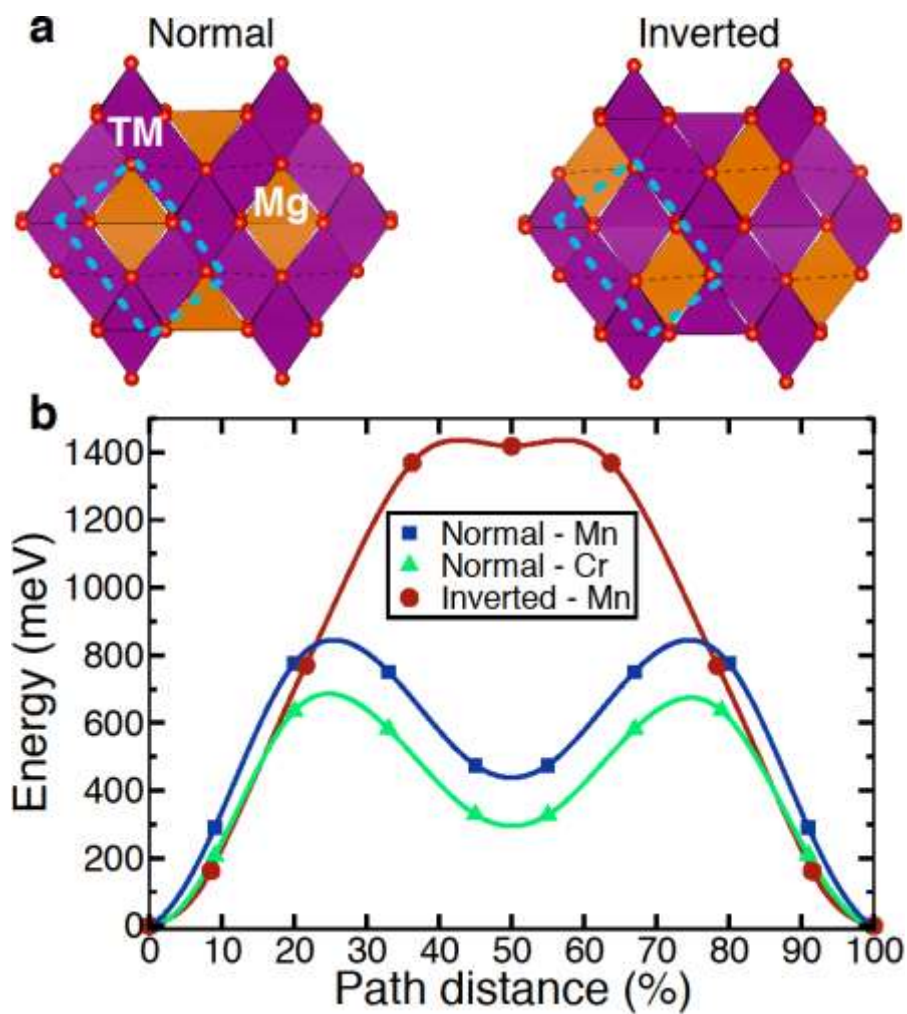 a
Normal
Inverted
TM
Mg
b
1400
1200
1000
800
600
400
200
0
Energy (meV)
Normal - Mn
Normal - Cr
Inverted - Mn
0 10 20 30 40 50 60 70 80 90 100
Path distance (%)